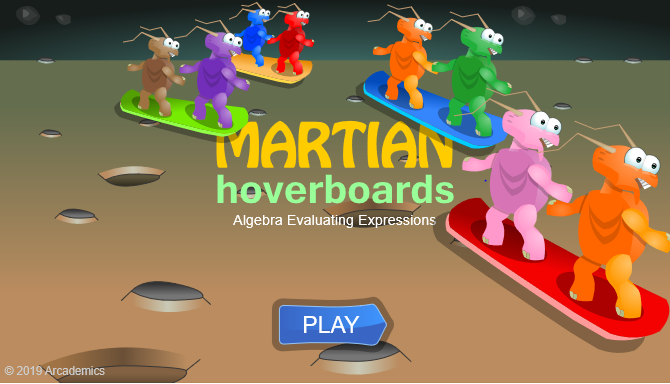 MARTIAN
hoverboards
Algebra Evaluating Expressions
PLAY
© 2019 Arcademics